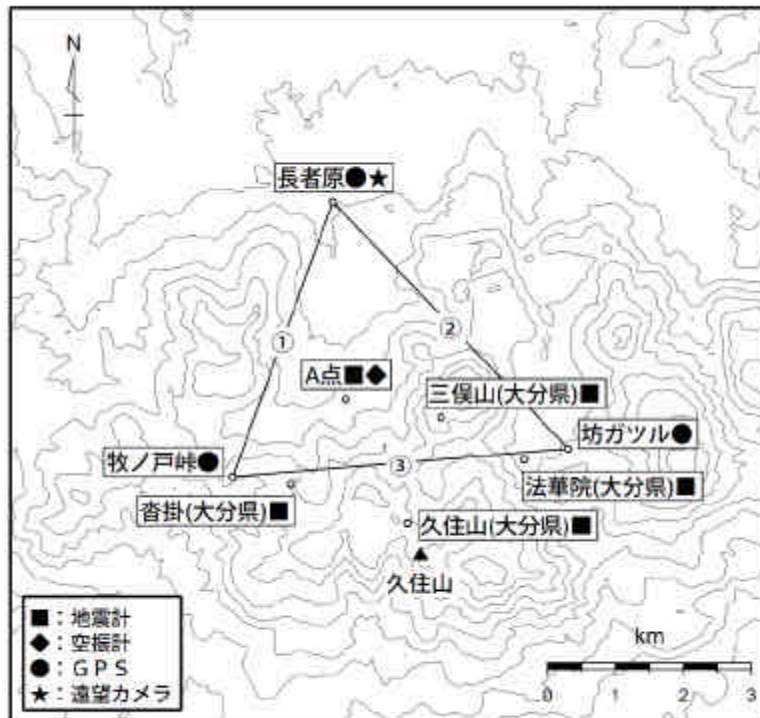 N
長者原●★
①
②
A点■◆
三俣山(大分県)■
坊ガツル●
牧ノ戸峠●
③
法華院(大分県)■
沓掛(大分県)■
久住山(大分県)■
久住山
■：地震計
◆：空振計
●：ＧＰＳ
★：遠望カメラ
km
0 1 2 3